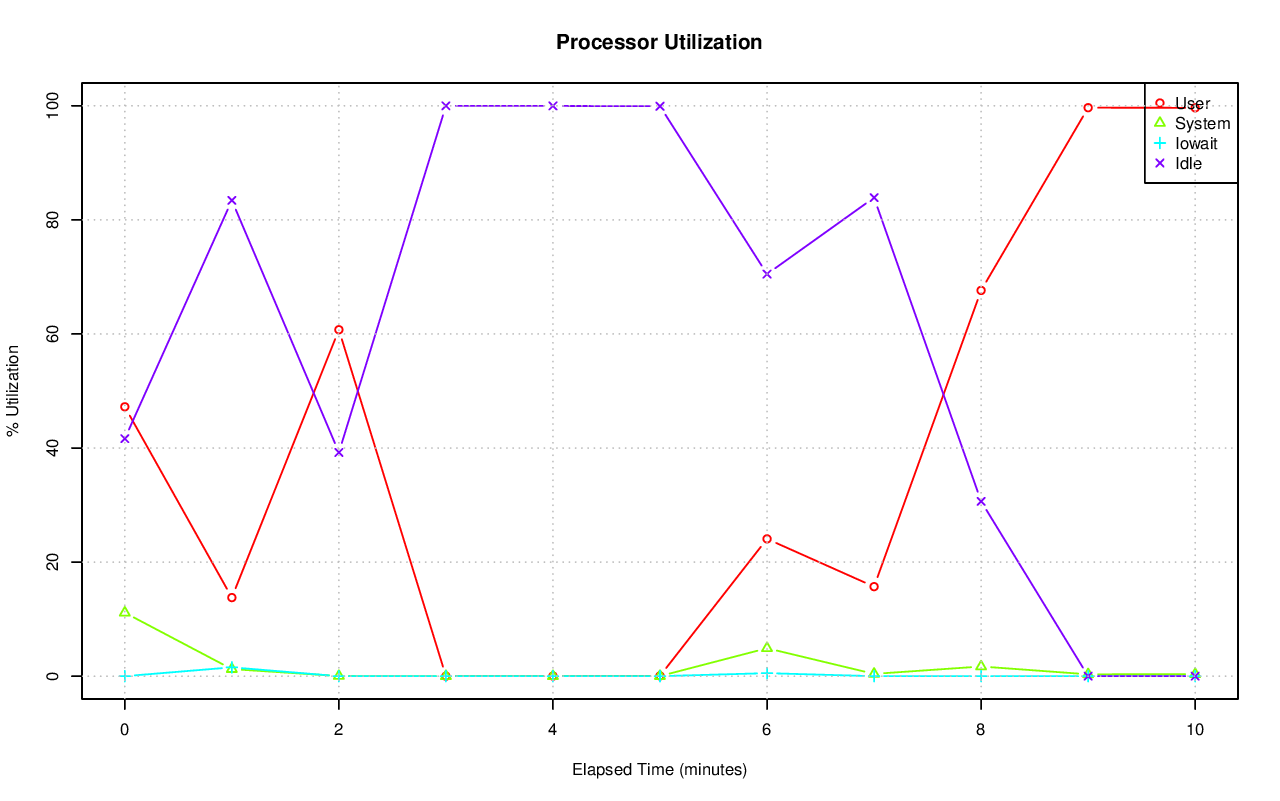 Processor Utilization
% Utilization
100
80
60
40
20
0
User
System
Iowait
Idle
0 2 4 6 8 10
Elapsed Time (minutes)